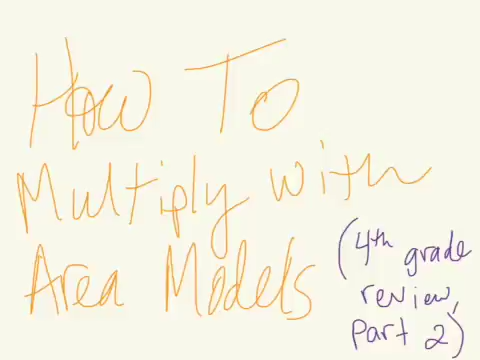 How To
Multiply with
Area Models
(4th grade
review,
part 2)